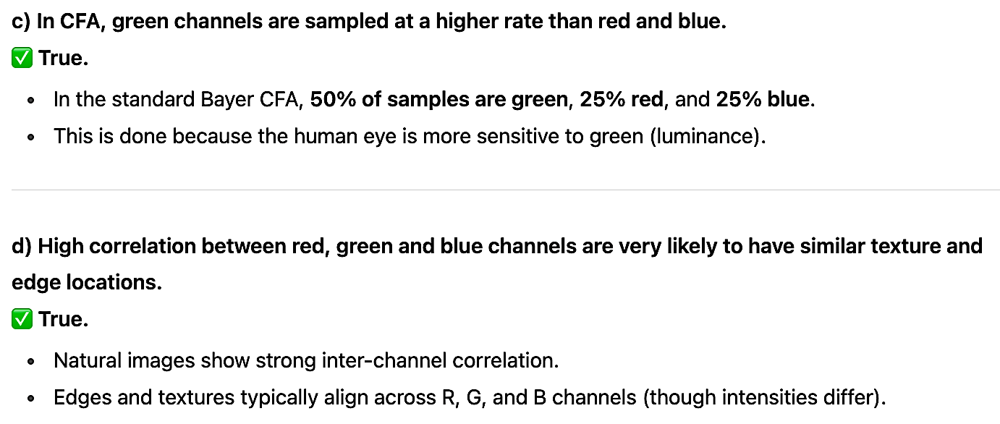 c) In CFA, green channels are sampled at a higher rate than red and blue.
✅ True.
• In the standard Bayer CFA, 50% of samples are green, 25% red, and 25% blue.
• This is done because the human eye is more sensitive to green (luminance).
d) High correlation between red, green and blue channels are very likely to have similar texture and
edge locations.
✅ True.
• Natural images show strong inter-channel correlation.
• Edges and textures typically align across R, G, and B channels (though intensities differ).